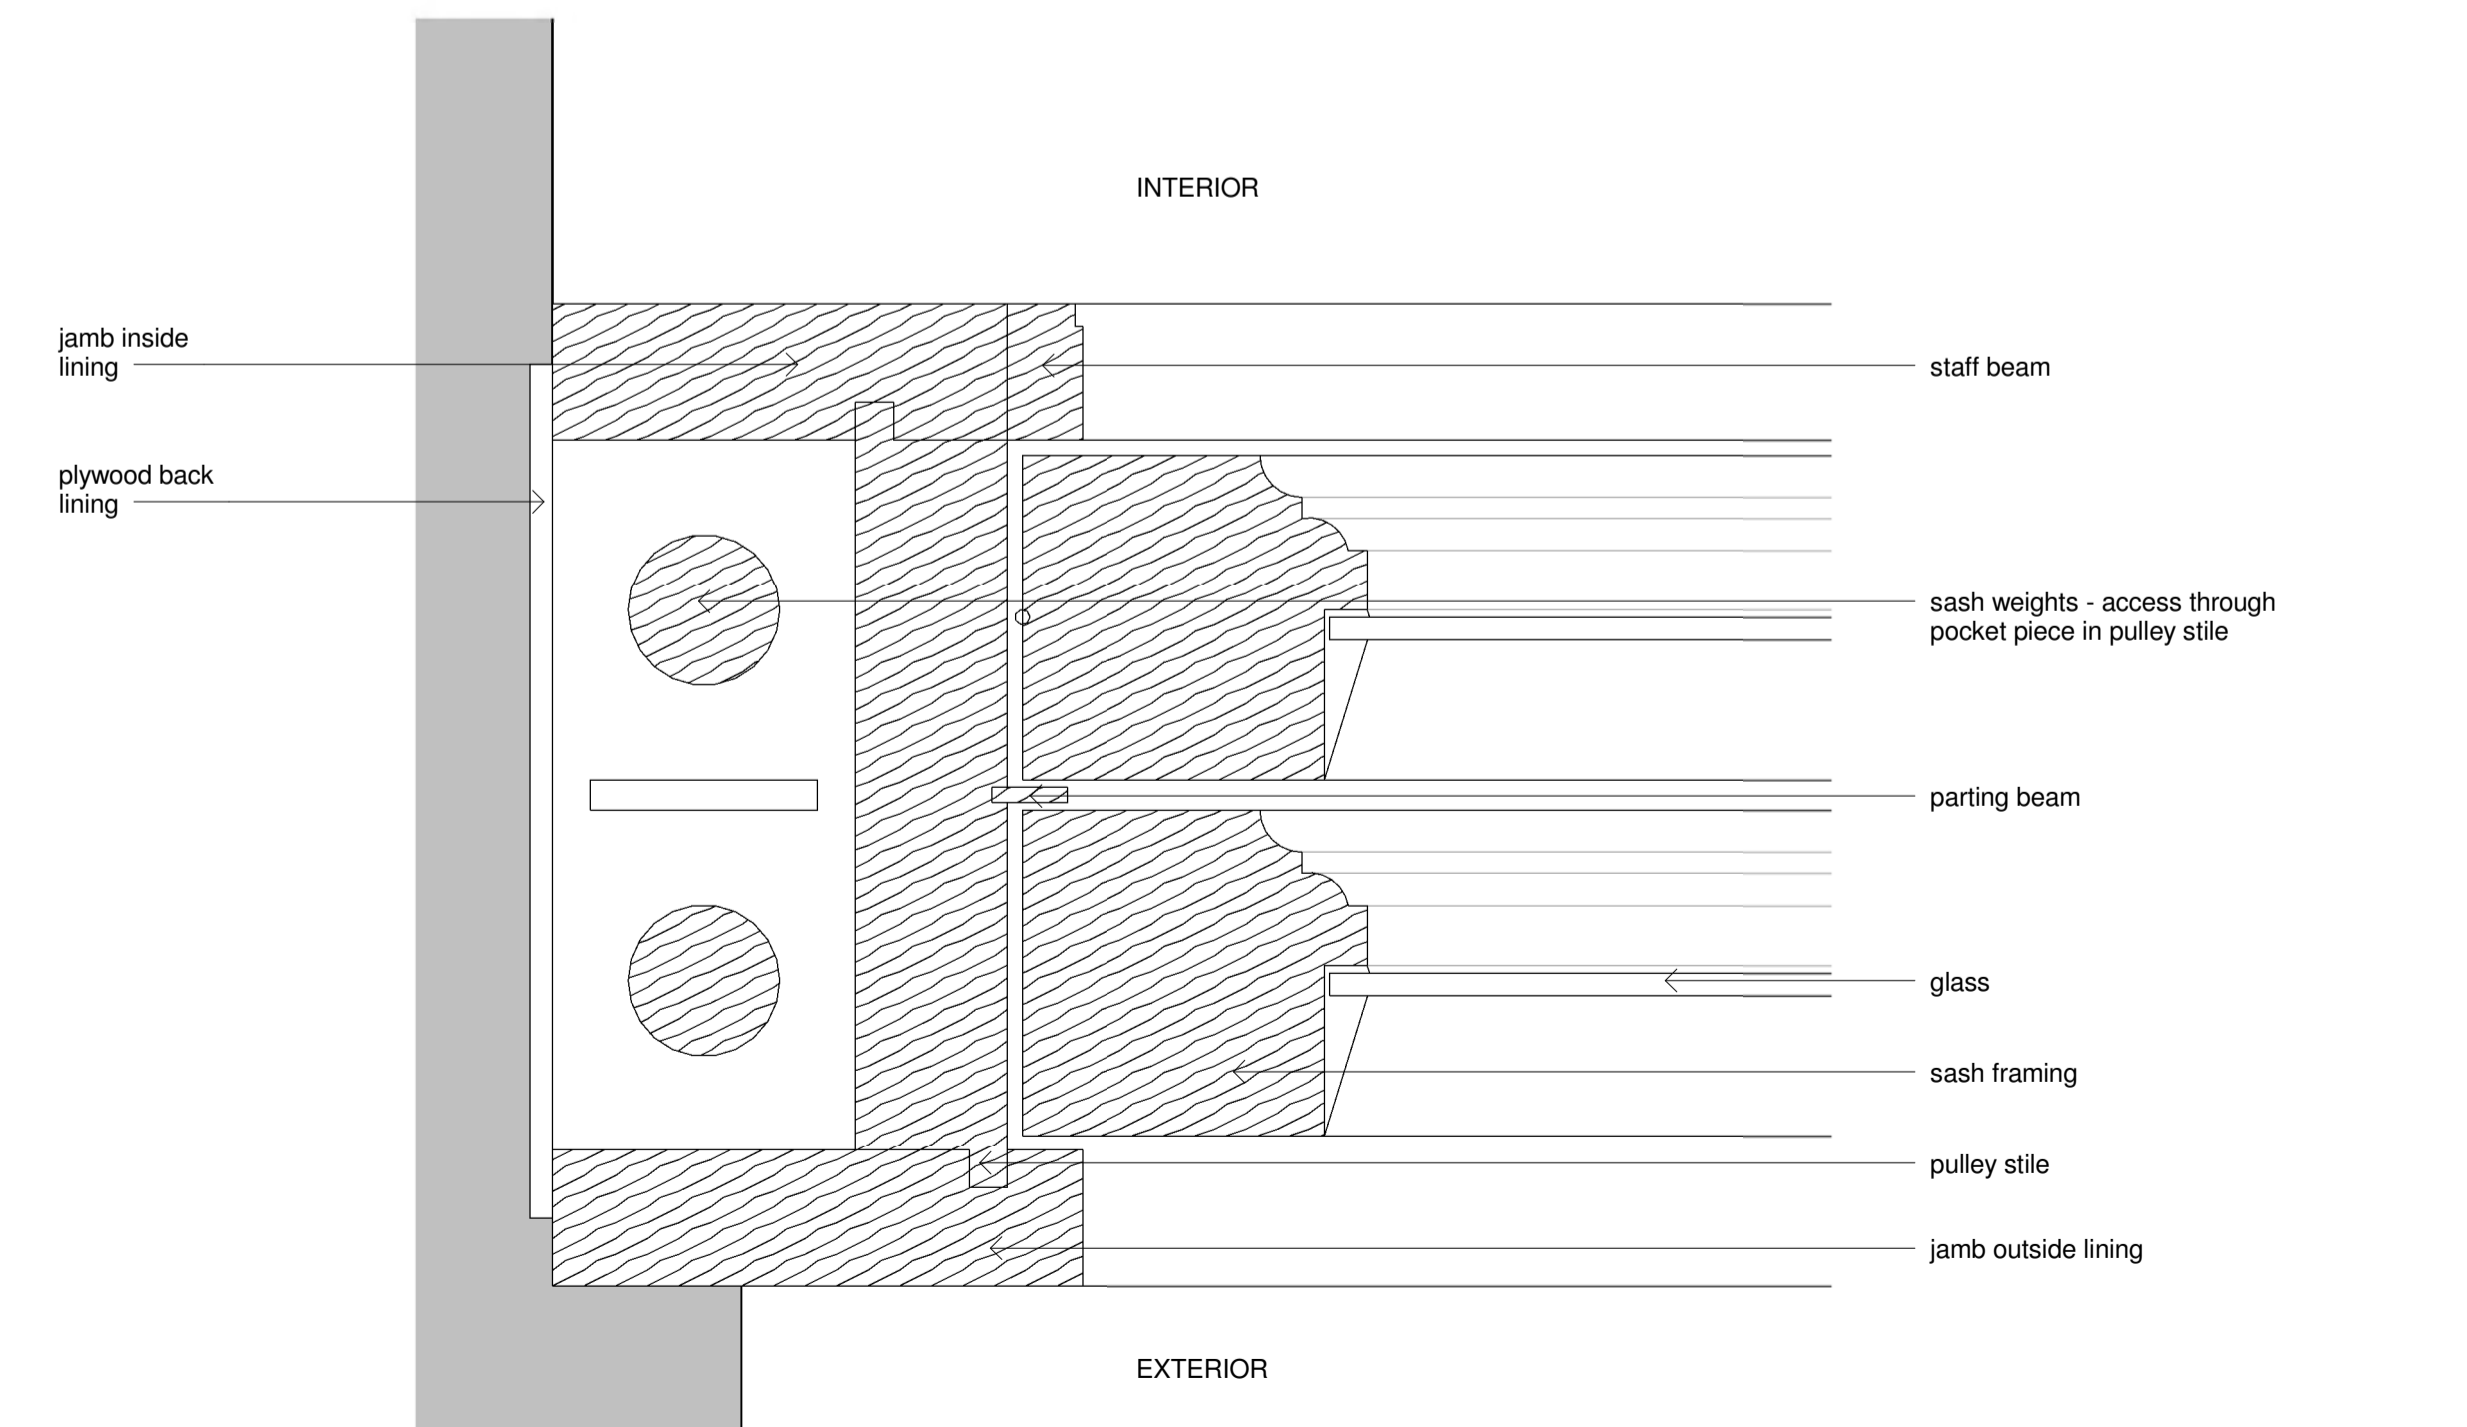 INTERIOR
jamb inside
lining
staff beam
plywood back
lining
sash weights - access through
pocket piece in pulley stile
parting beam
glass
sash framing
pulley stile
jamb outside lining
EXTERIOR